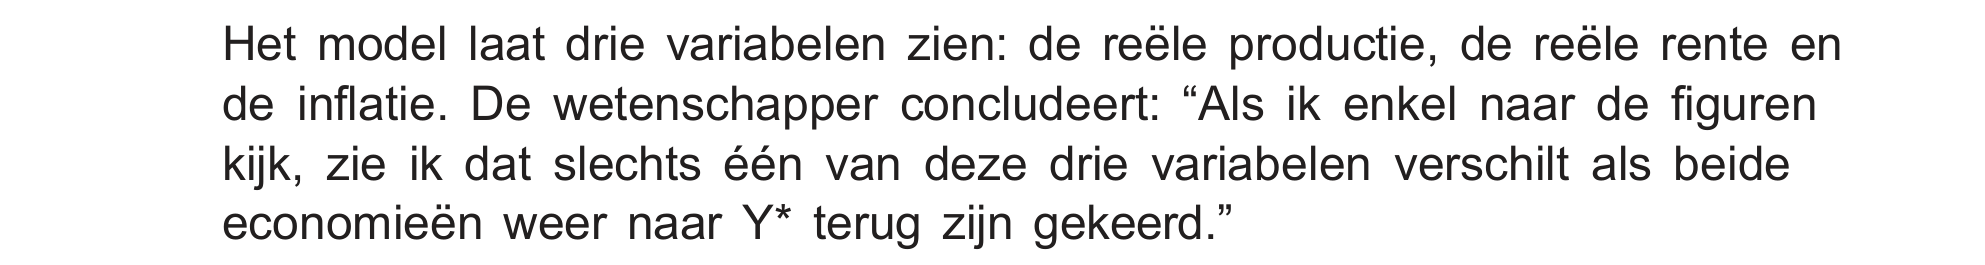 Het model laat drie variabelen zien: de reële productie, de reële rente en
de inflatie. De wetenschapper concludeert: “Als ik enkel naar de figuren
kijk, zie ik dat slechts één van deze drie variabelen verschilt als beide
economieën weer naar Y* terug zijn gekeerd.”